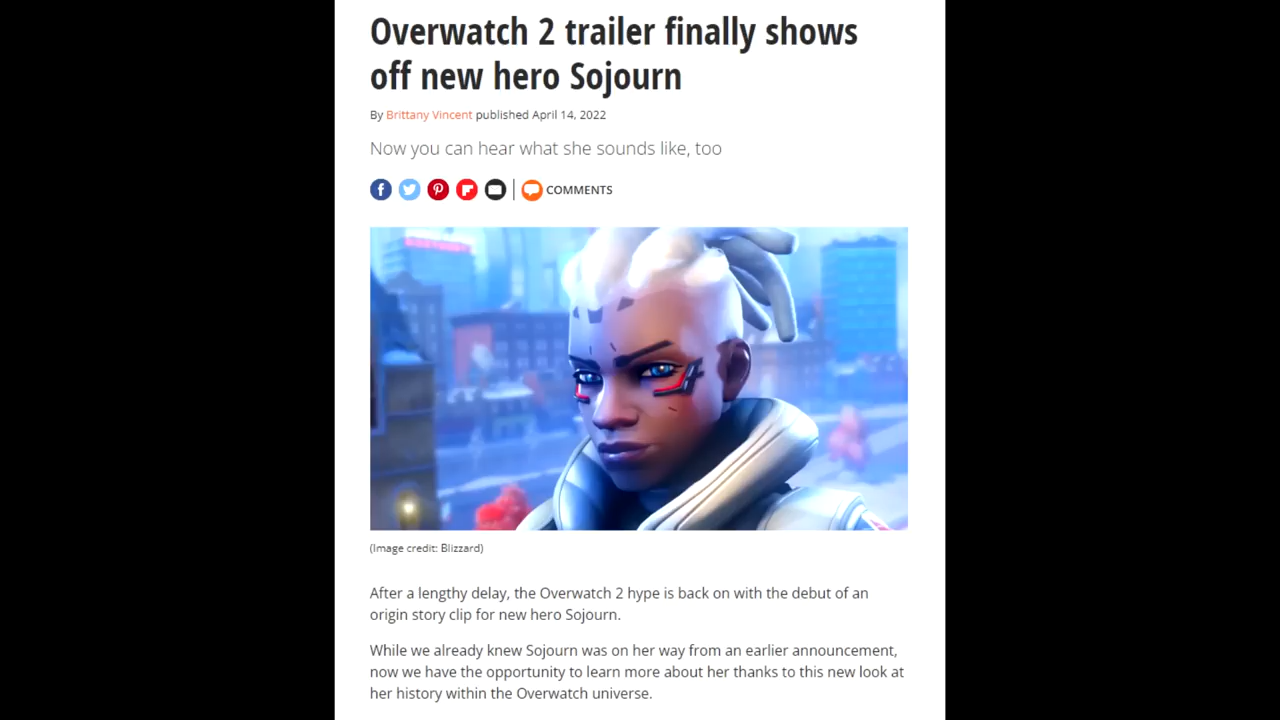 Overwatch 2 trailer finally shows
off new hero Sojourn
By Brittany Vincent published April 14, 2022
Now you can hear what she sounds like, too
COMMENTS
(Image credit: Blizzard)
After a lengthy delay, the Overwatch 2 hype is back on with the debut of an
origin story clip for new hero Sojourn.
While we already knew Sojourn was on her way from an earlier announcement,
now we have the opportunity to learn more about her thanks to this new look at
her history within the Overwatch universe.